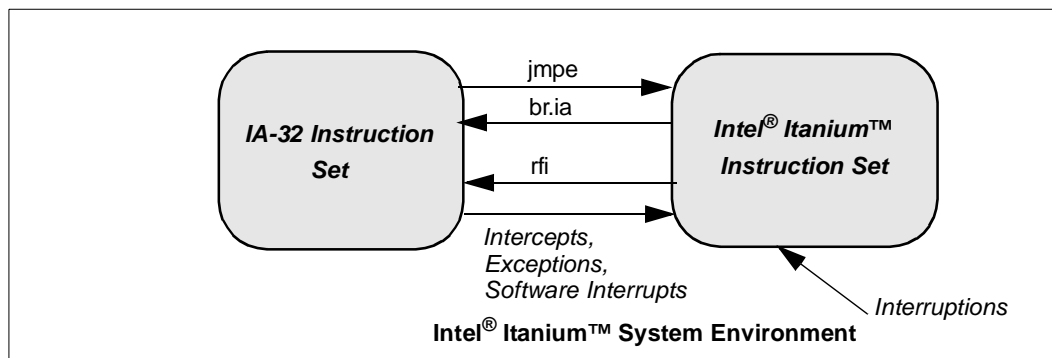 jmpe
br.ia
IA-32 Instruction
Set
Intel® Itanium™
Instruction Set
rfi
Intercepts,
Exceptions,
Software Interrupts
Interruptions
Intel® Itanium™ System Environment